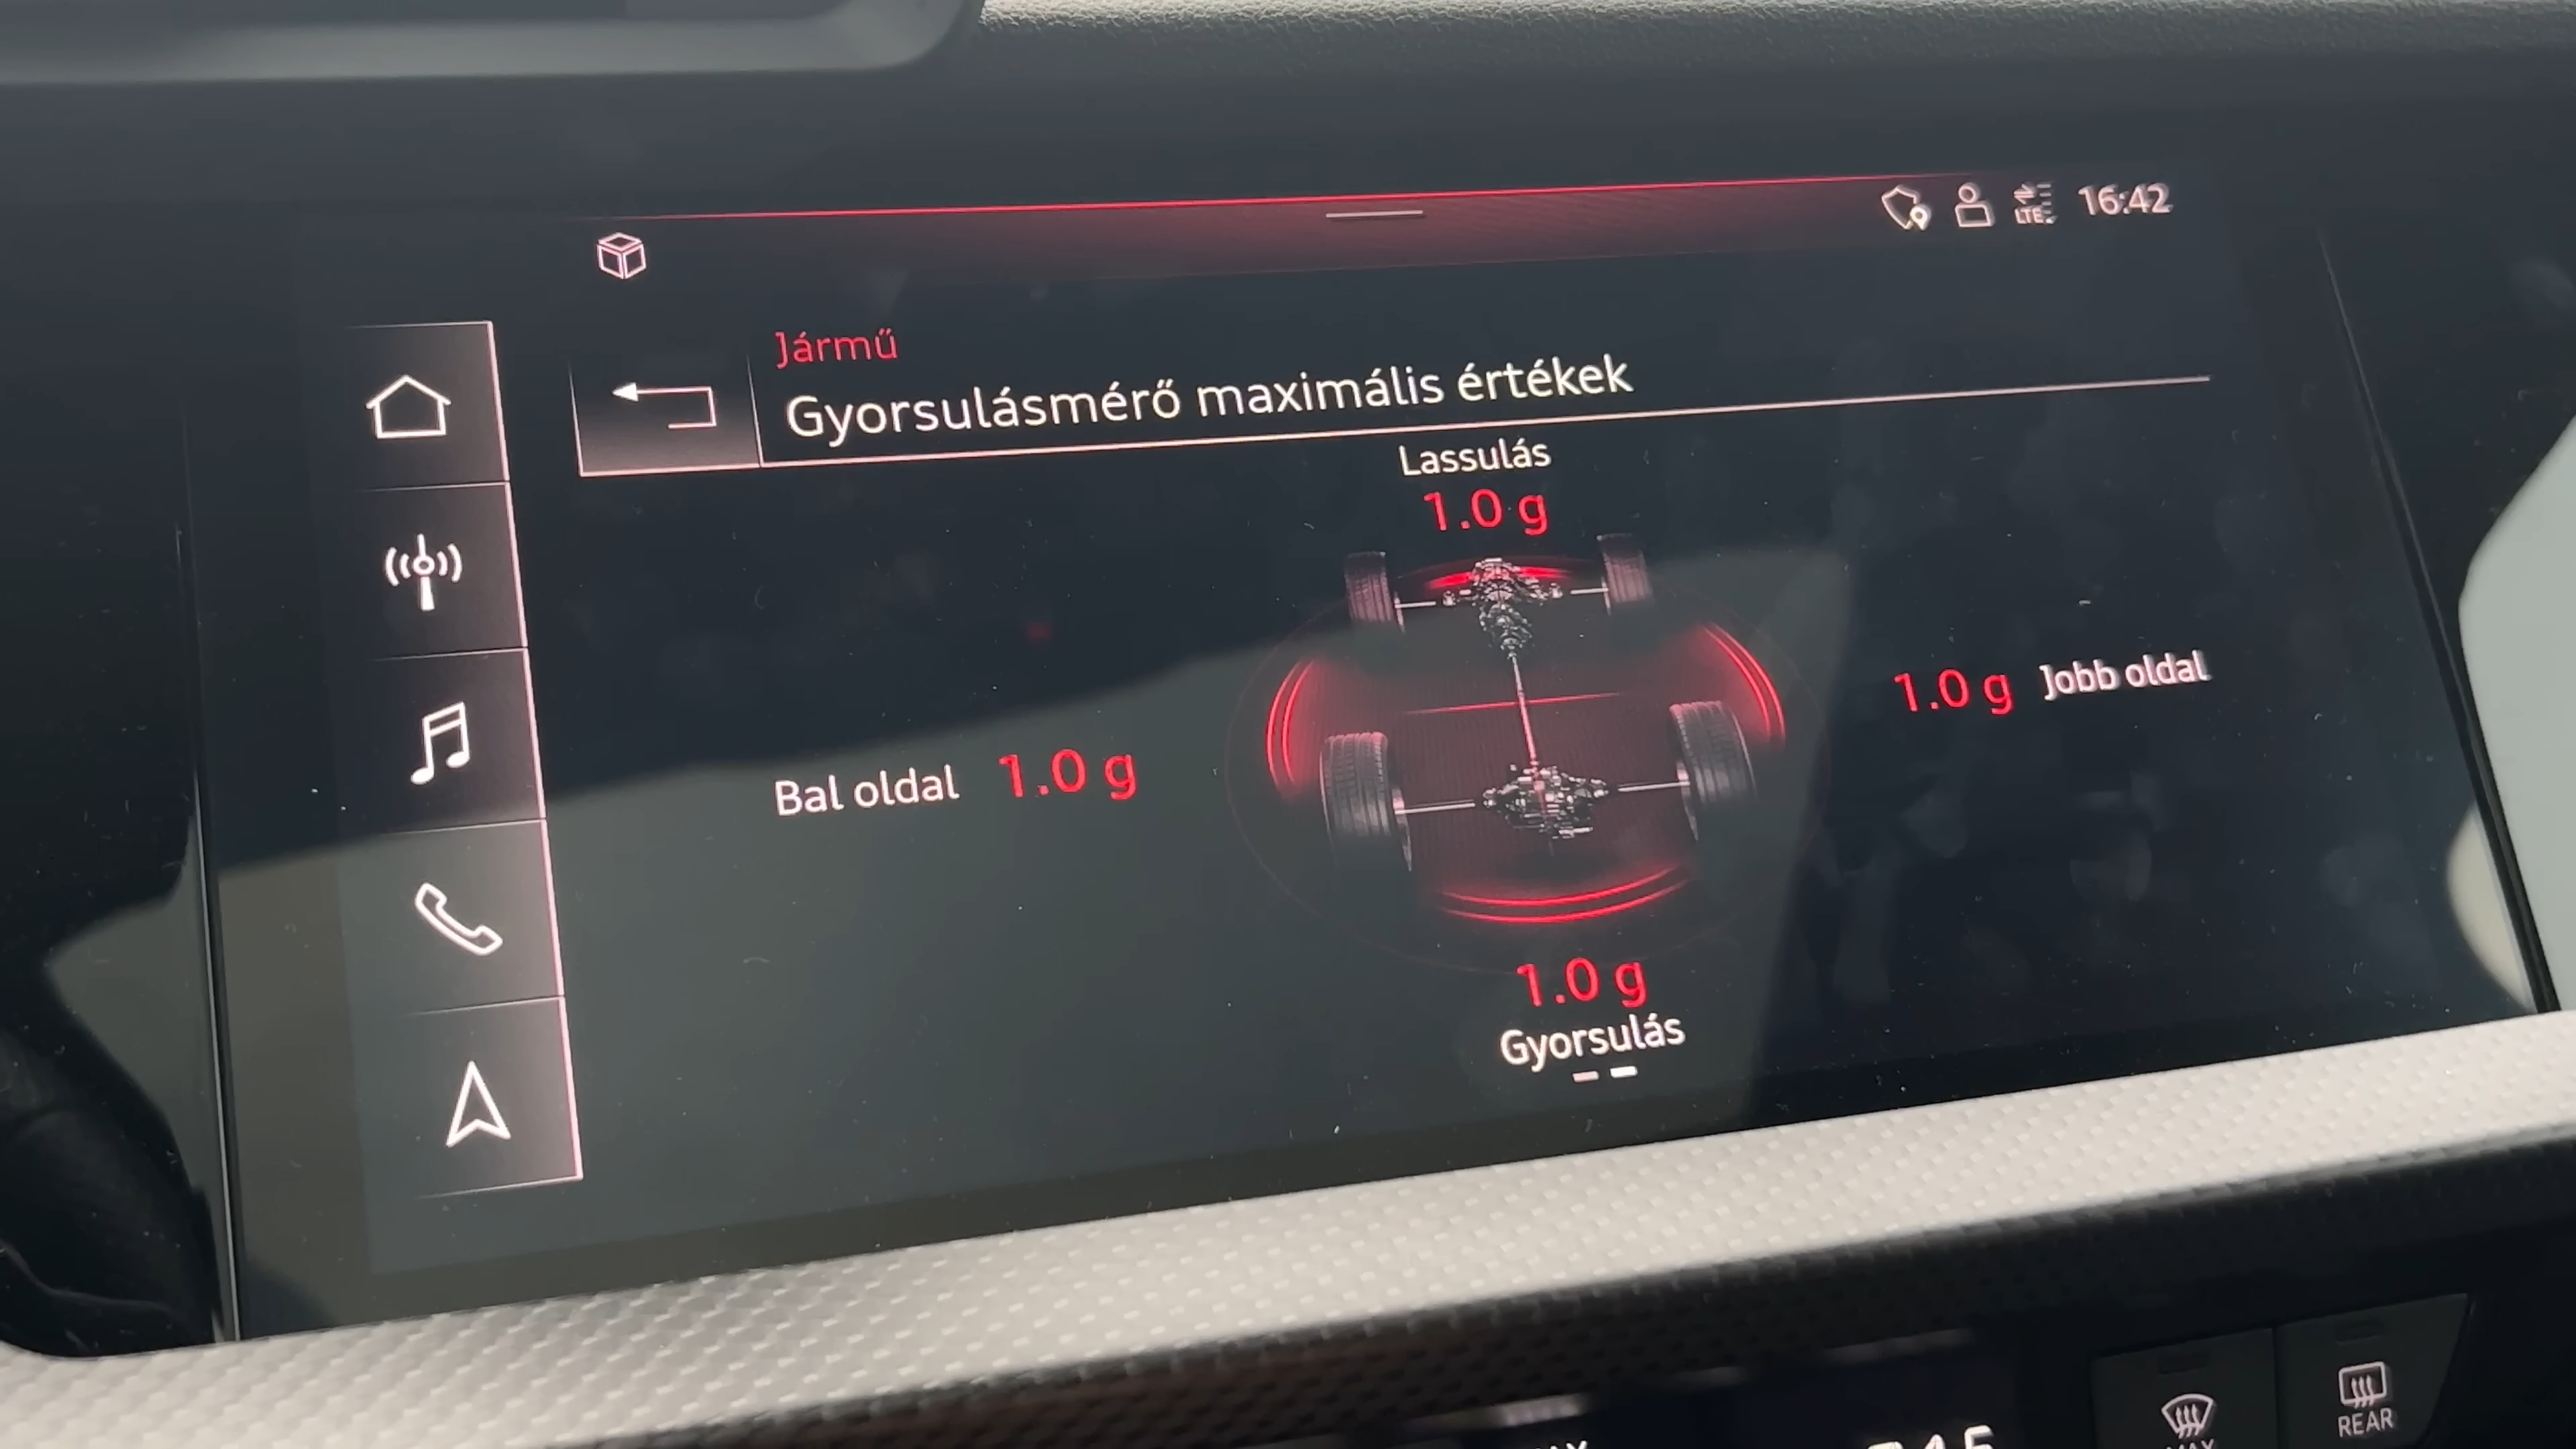 LTE 16:42
Jármű
Gyorsulásmérő maximális értékek
Lassulás
1.0 g
1.0 g Jobb oldal
Bal oldal 1.0 g
1.0 g
Gyorsulás
REAR